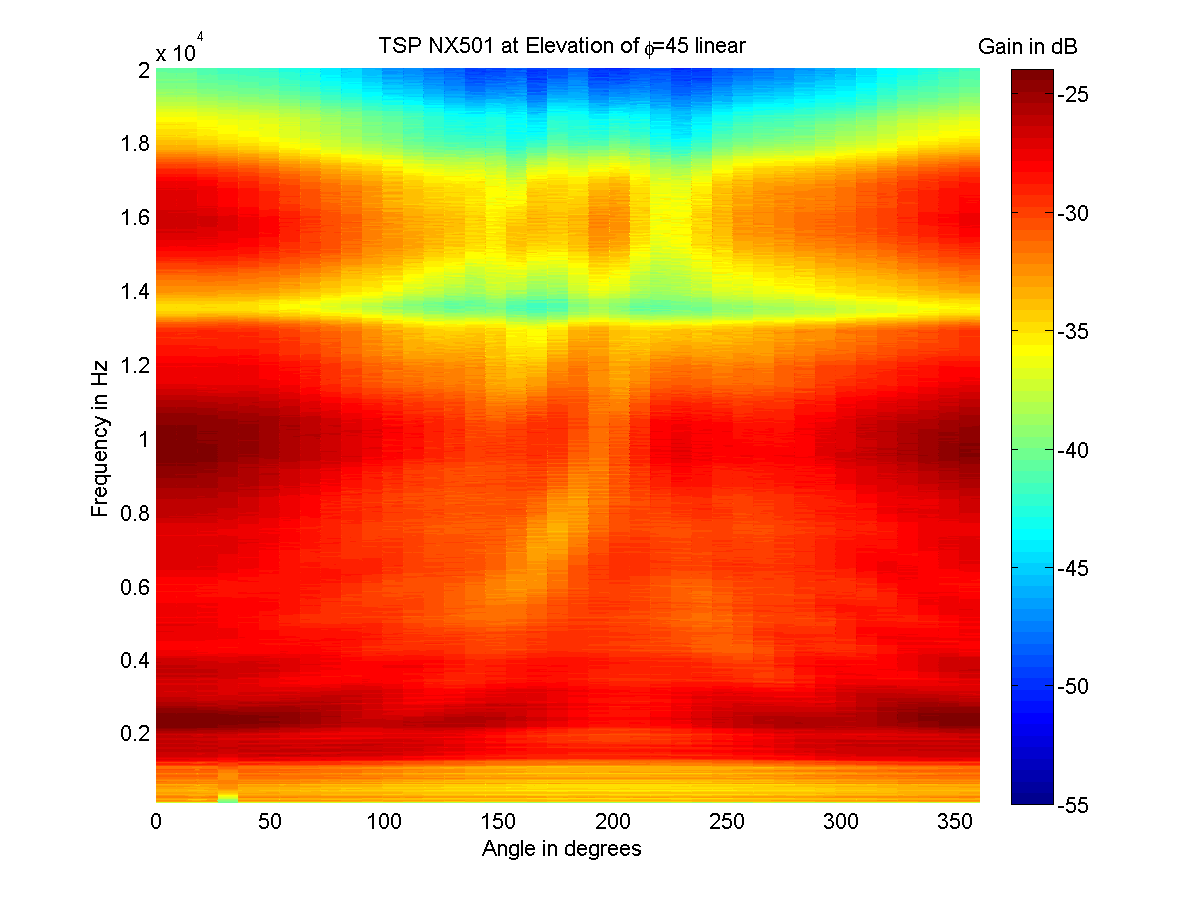 TSP NX501 at Elevation of ϕ=45 linear
Gain in dB
x 10^4
2
1.8
1.6
1.4
1.2
1
0.8
0.6
0.4
0.2
Frequency in Hz
0 50 100 150 200 250 300 350
Angle in degrees
-25
-30
-35
-40
-45
-50
-55